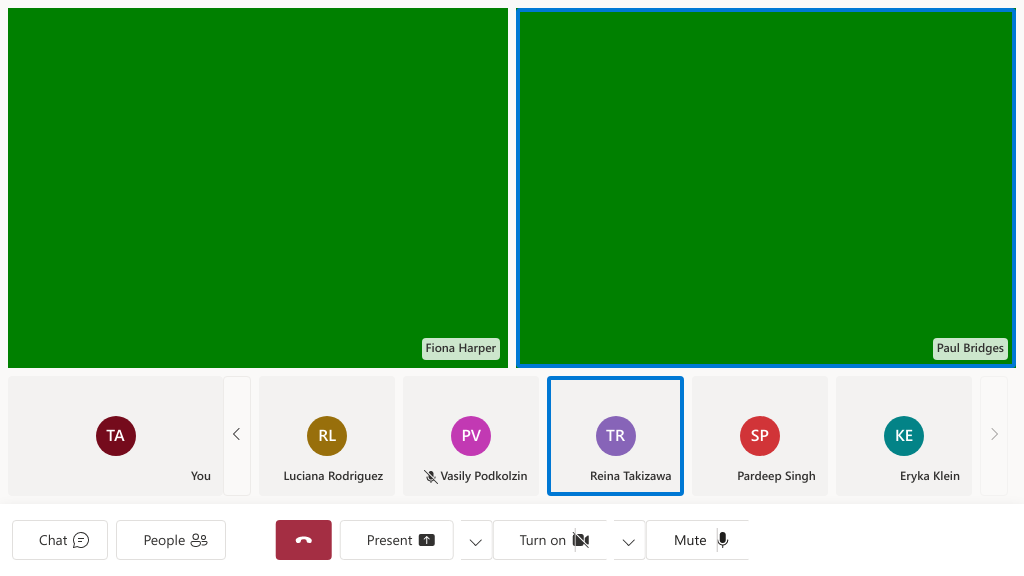 Fiona Harper
Paul Bridges
TA
You
RL
Luciana Rodriguez
PV
Vasily Podkolzin
TR
Reina Takizawa
SP
Pardeep Singh
KE
Eryka Klein
Chat
People
Present
Turn on
Mute